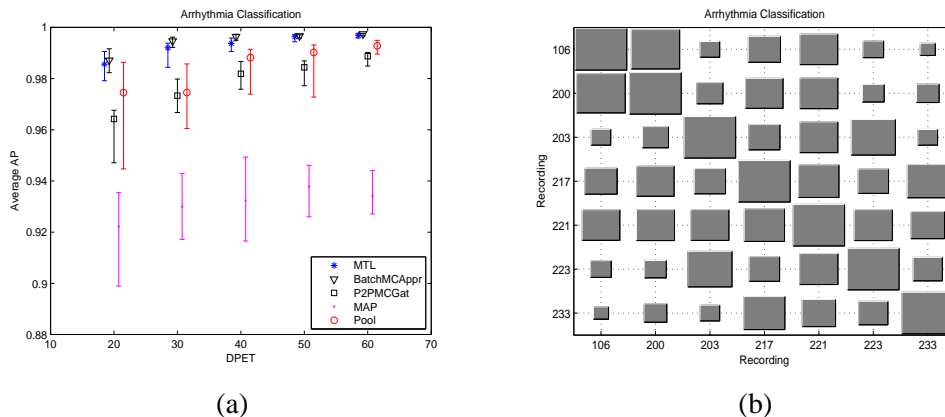 Arrhythmia Classification
1
0.98
0.96
0.94
0.92
0.9
0.88
Average AP
10 20 30 40 50 60 70
DPET
MTL
BatchMCAppr
P2PMCGat
MAP
Pool
(a)
Arrhythmia Classification
106
200
203
217
221
223
233
Recording
106 200 203 217 221 223 233
Recording
(b)